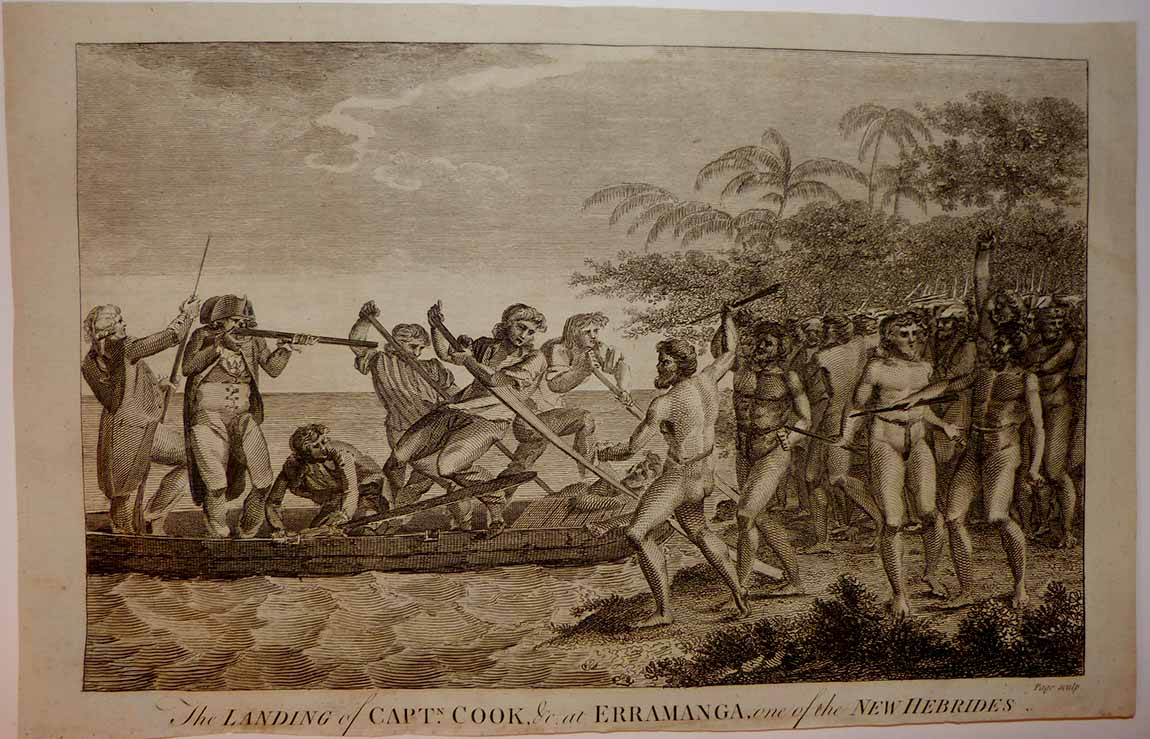 Page sculp
The LANDING of CAPTN. COOK, &c. at ERRAMANGA, one of the NEW HEBRIDES.